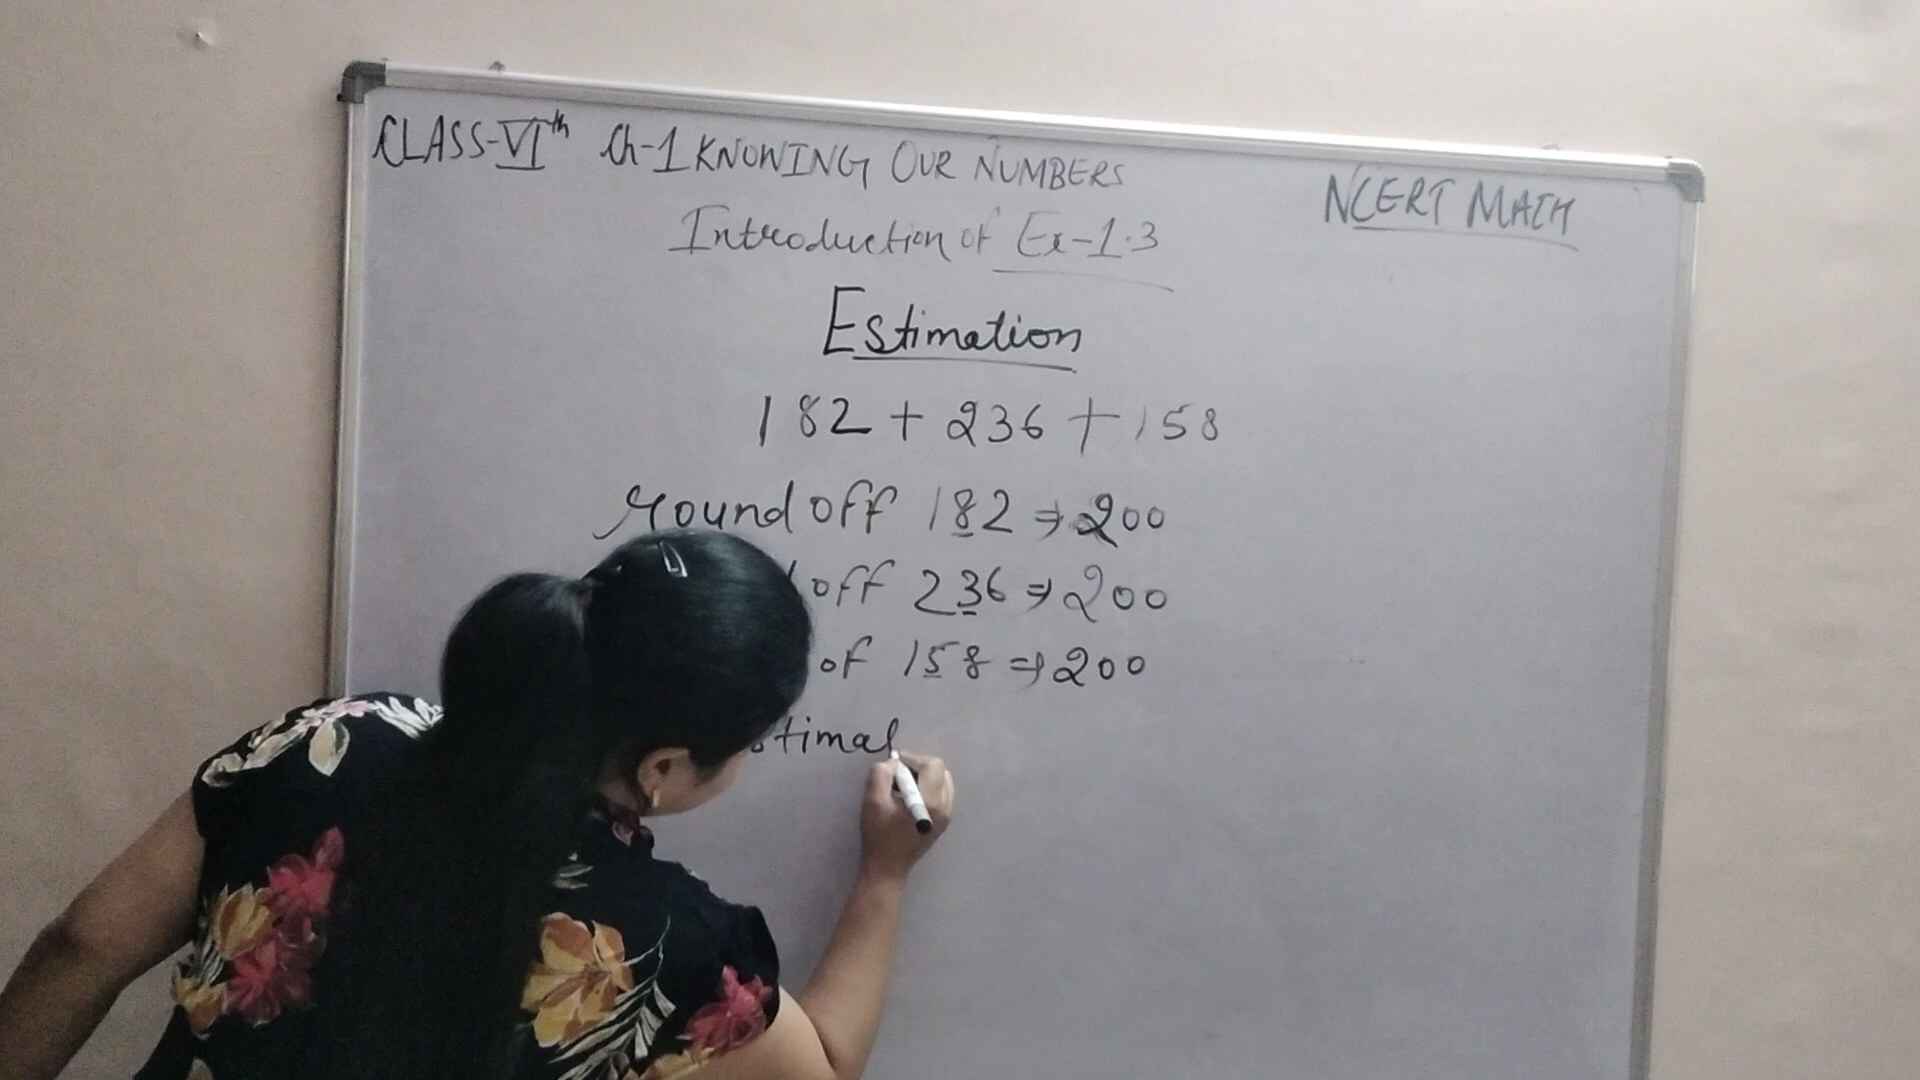 CLASS-VIth Ch-1 KNOWING OUR NUMBERS
NCERT MATH
Introduction of Ex-1.3
Estimation
182 + 236 + 158
round off 182 ⇒ 200
off 236 ⇒ 200
of 158 ⇒ 200